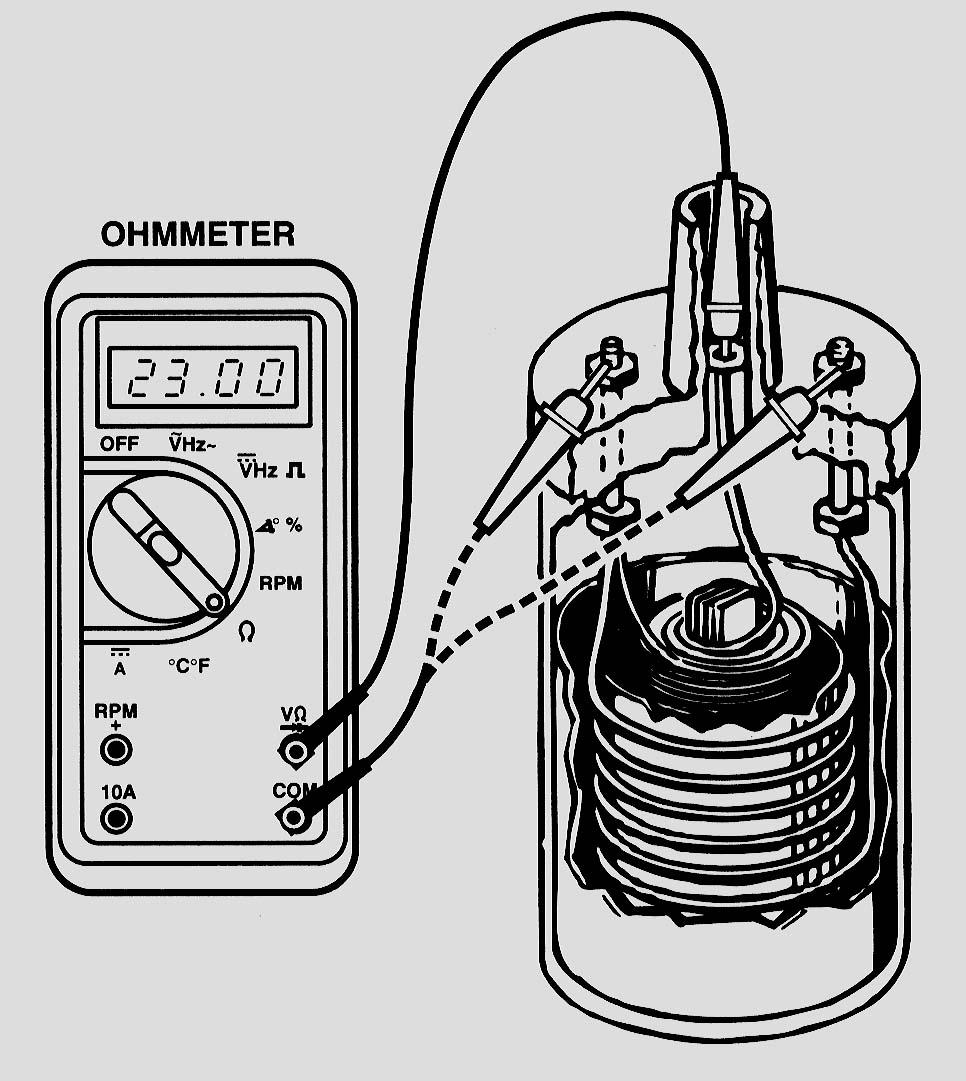 OHMMETER
23.00
OFF ṼHz~
V̅Hz ⎍
∡° %
RPM
Ω
A °C°F
RPM
+
VΩ
10A COM